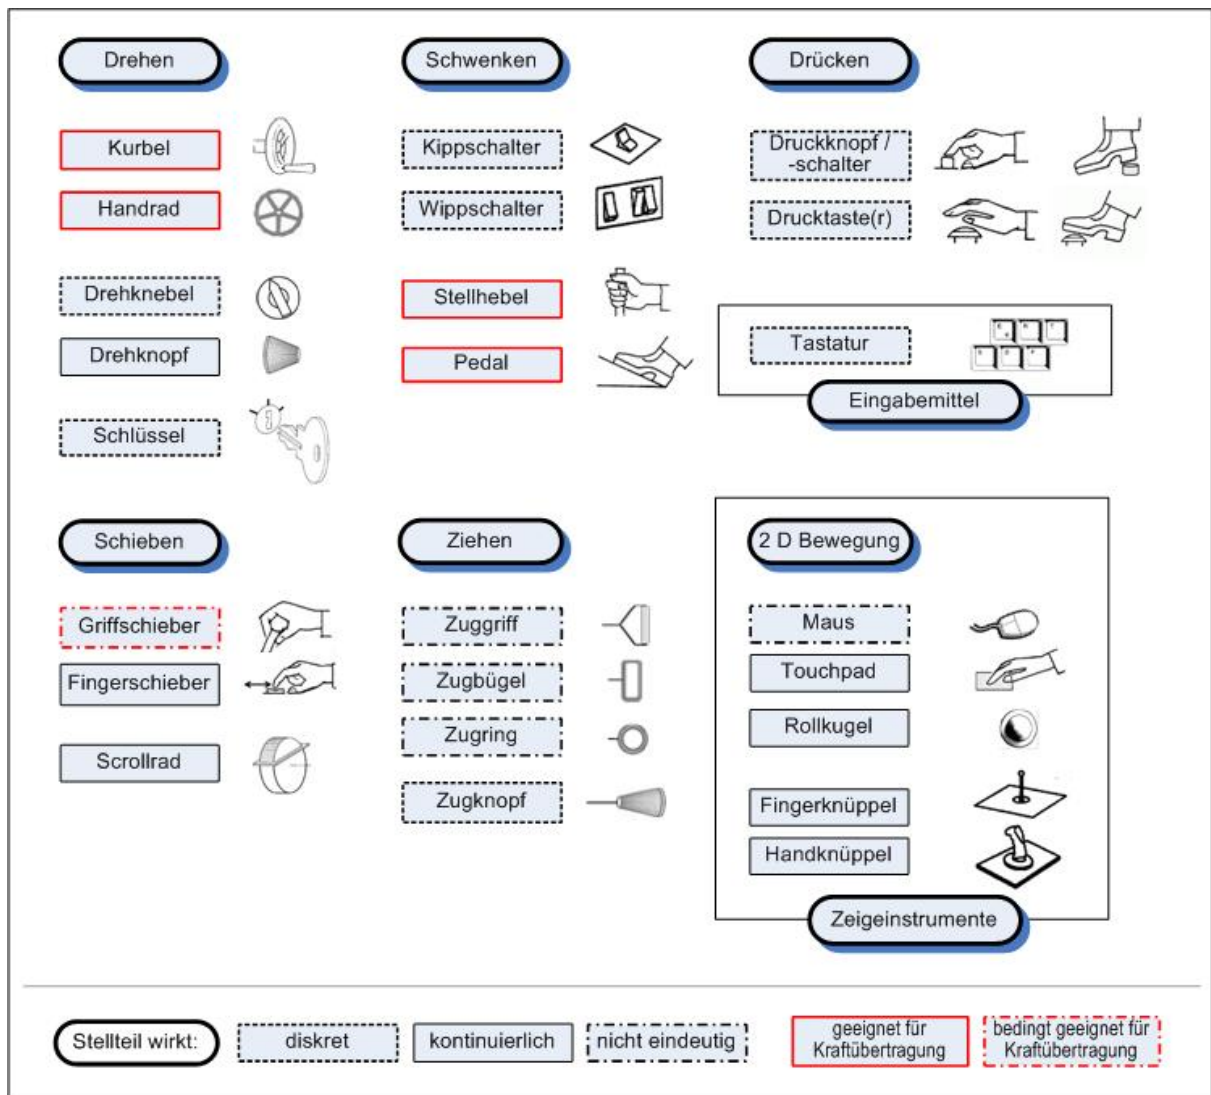 Drehen
Schwenken
Drücken
Kurbel
Kippschalter
Druckknopf /
-schalter
Handrad
Wippschalter
Drucktaste(r)
Drehknebel
Stellhebel
Drehknopf
Pedal
Tastatur
Eingabemittel
Schlüssel
Schieben
Ziehen
2 D Bewegung
Griffschieber
Zuggriff
Maus
Fingerschieber
Zugbügel
Touchpad
Scrollrad
Zugring
Rollkugel
Zugknopf
Fingerknüppel
Handknüppel
Zeigeinstrumente
Stellteil wirkt:
diskret
kontinuierlich
nicht eindeutig
geeignet für
Kraftübertragung
bedingt geeignet für
Kraftübertragung